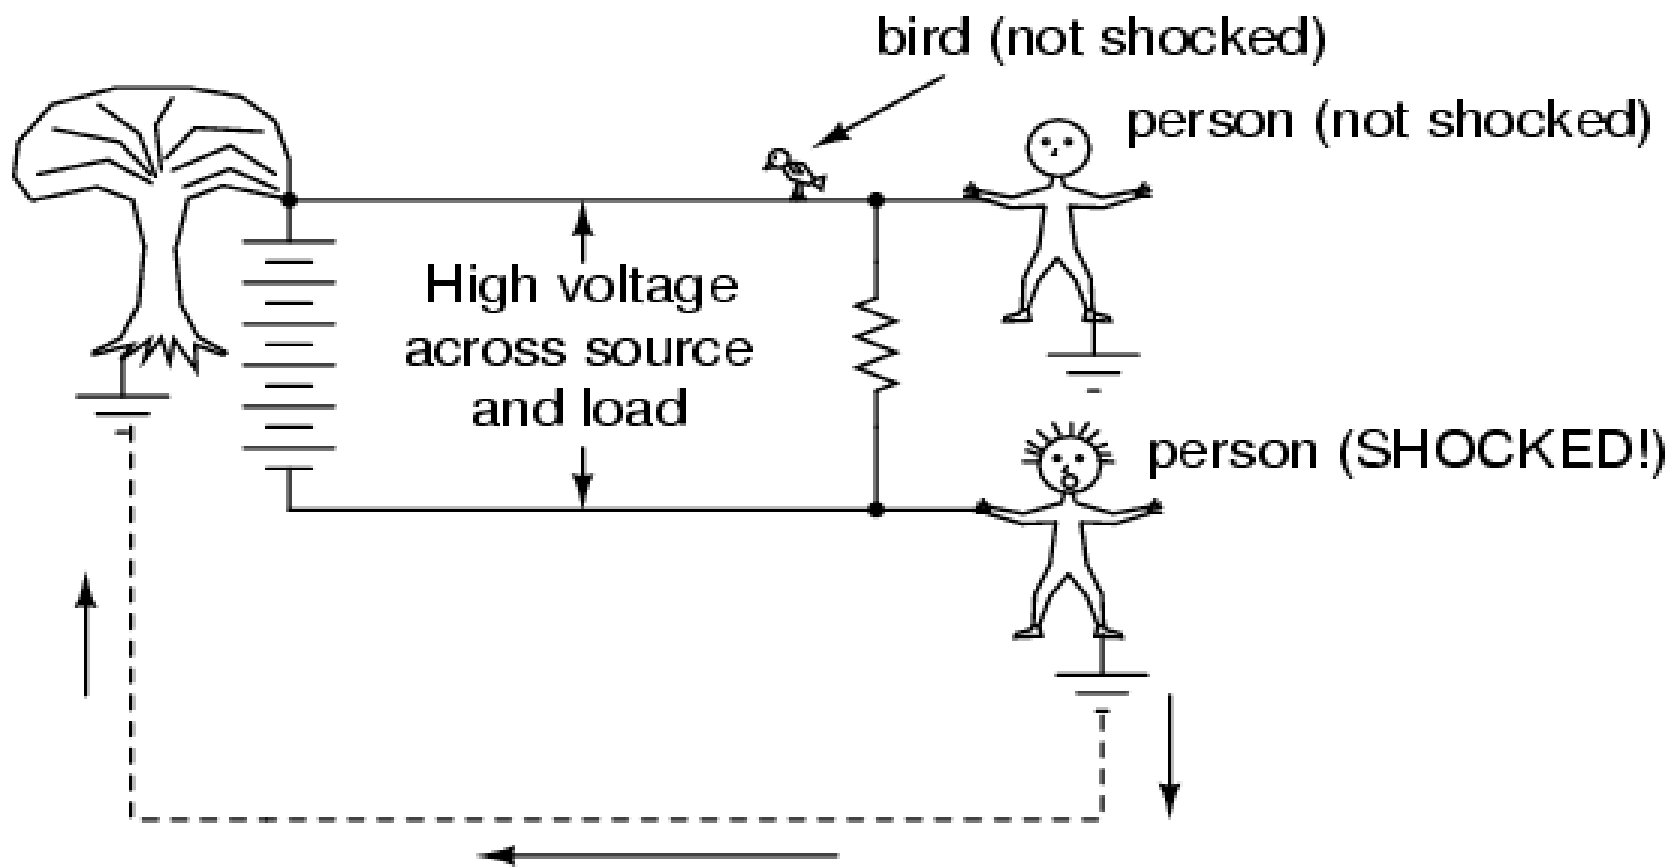 bird (not shocked)
person (not shocked)
High voltage
across source
and load
person (SHOCKED!)